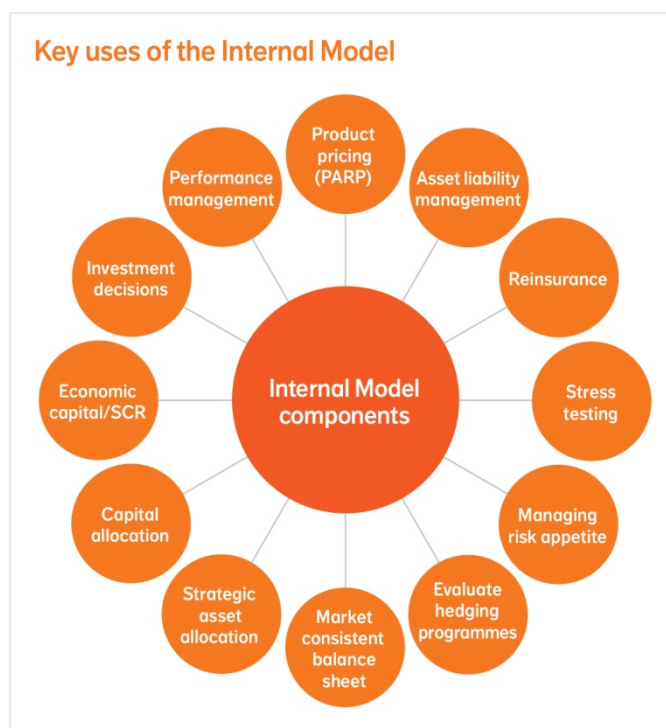 Key uses of the Internal Model
Product
pricing
(PARP)
Asset liability
management
Reinsurance
Stress
testing
Managing
risk appetite
Evaluate
hedging
programmes
Market
consistent
balance
sheet
Strategic
asset
allocation
Capital
allocation
Economic
capital/SCR
Investment
decisions
Performance
management
Internal Model
components